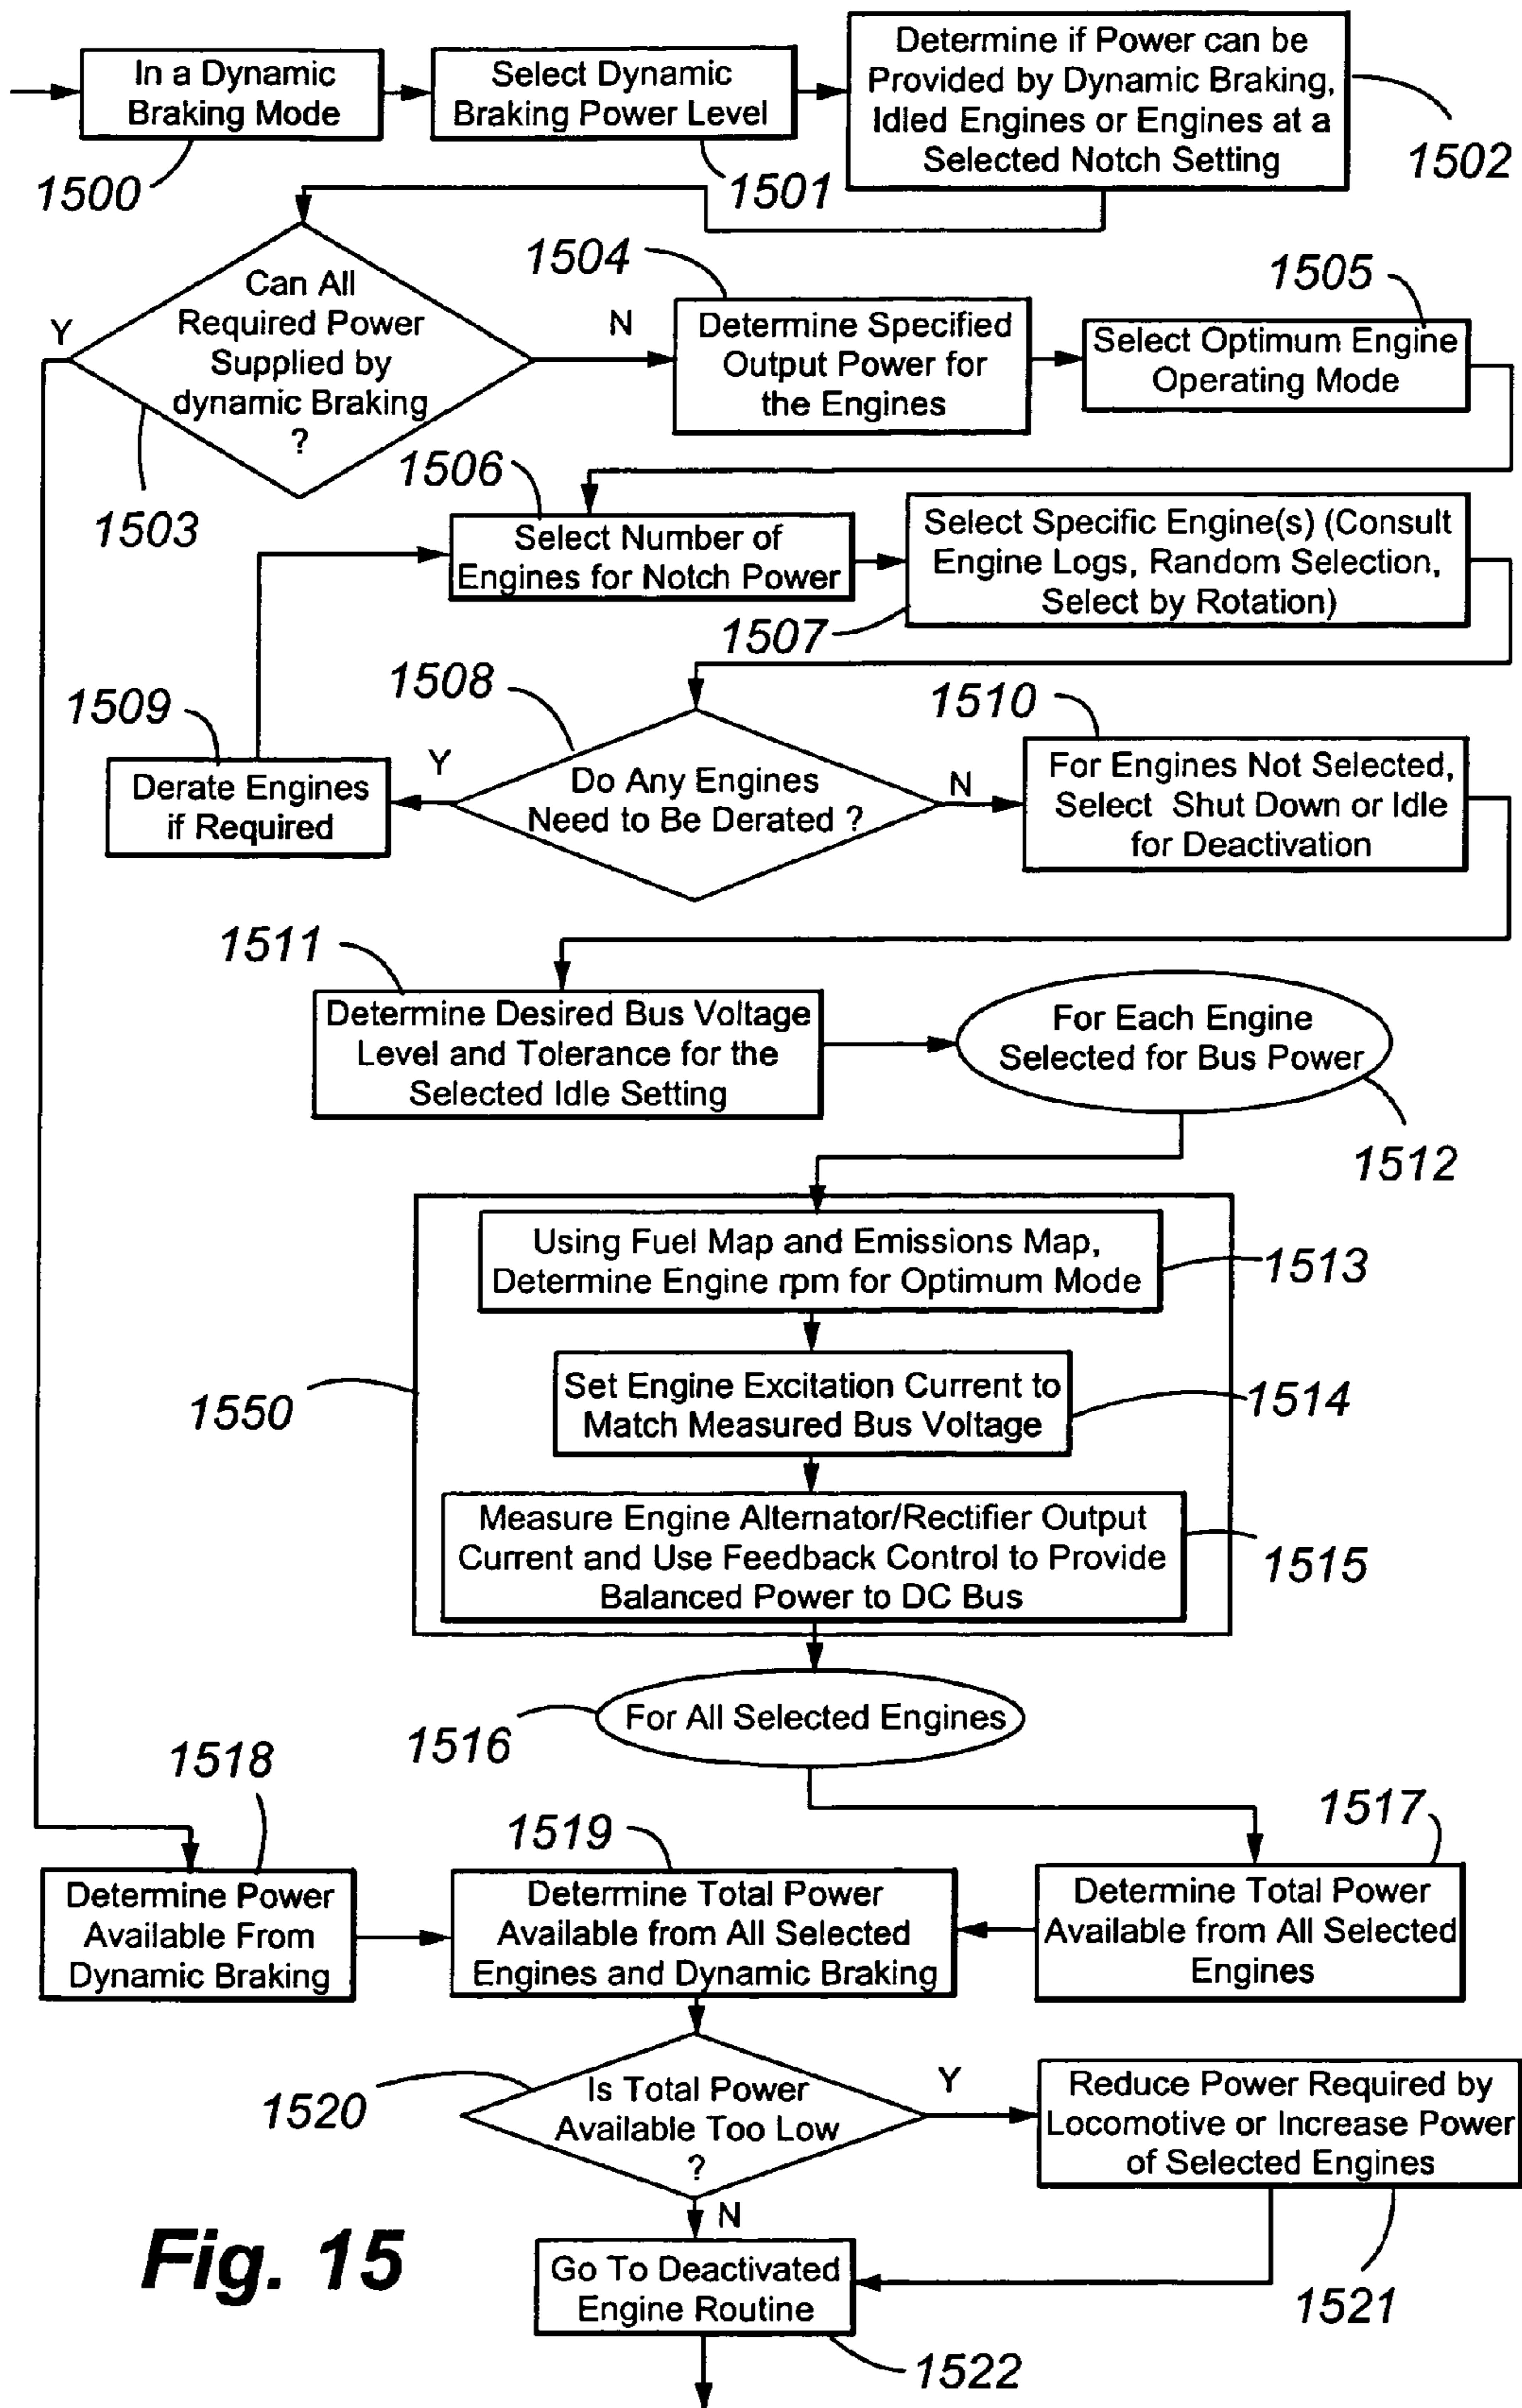 In a Dynamic
Braking Mode
1500
Select Dynamic
Braking Power Level
1501
Determine if Power can be
Provided by Dynamic Braking,
Idled Engines or Engines at a
Selected Notch Setting
1502
Can All
Required Power
Supplied by
dynamic Braking
?
Y
N
1503
1504
Determine Specified
Output Power for
the Engines
1505
Select Optimum Engine
Operating Mode
1506
Select Number of
Engines for Notch Power
Select Specific Engine(s) (Consult
Engine Logs, Random Selection,
Select by Rotation)
1507
1508
Do Any Engines
Need to Be Derated ?
Y
N
1509
Derate Engines
if Required
1510
For Engines Not Selected,
Select Shut Down or Idle
for Deactivation
1511
Determine Desired Bus Voltage
Level and Tolerance for the
Selected Idle Setting
For Each Engine
Selected for Bus Power
1512
Using Fuel Map and Emissions Map,
Determine Engine rpm for Optimum Mode
1513
Set Engine Excitation Current to
Match Measured Bus Voltage
1514
1550
Measure Engine Alternator/Rectifier Output
Current and Use Feedback Control to Provide
Balanced Power to DC Bus
1515
For All Selected Engines
1516
1518
Determine Power
Available From
Dynamic Braking
1519
Determine Total Power
Available from All Selected
Engines and Dynamic Braking
1517
Determine Total Power
Available from All Selected
Engines
1520
Is Total Power
Available Too Low
?
Y
N
Reduce Power Required by
Locomotive or Increase Power
of Selected Engines
1521
Go To Deactivated
Engine Routine
1522
Fig. 15